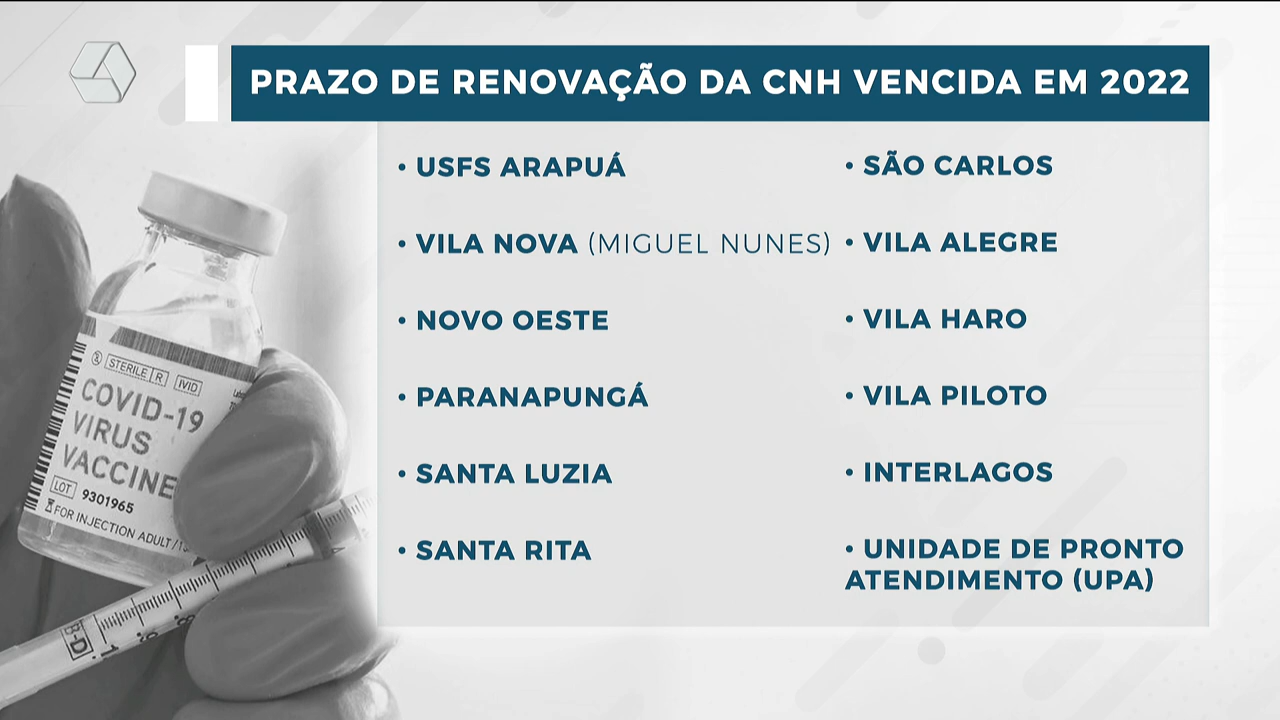 PRAZO DE RENOVAÇÃO DA CNH VENCIDA EM 2022
• USFS ARAPUÁ
• VILA NOVA (MIGUEL NUNES)
• NOVO OESTE
• PARANAPUNGÁ
• SANTA LUZIA
• SANTA RITA
• SÃO CARLOS
• VILA ALEGRE
• VILA HARO
• VILA PILOTO
• INTERLAGOS
• UNIDADE DE PRONTO
ATENDIMENTO (UPA)
STERILE R IVID
COVID-19
VIRUS
VACCINE
LOT 9301965
FOR INJECTION ADULT
B-D